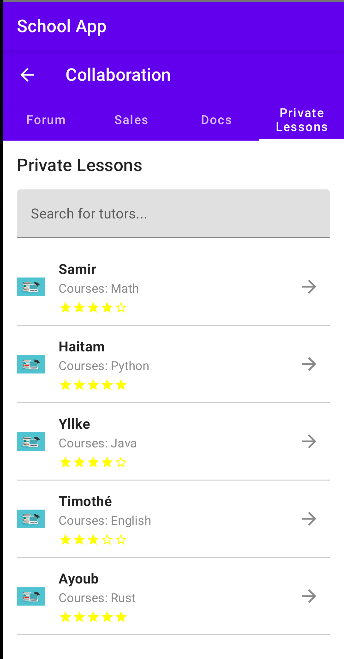 School App
Collaboration
Forum
Sales
Docs
Private
Lessons
Private Lessons
Search for tutors...
Samir
Courses: Math
Haitam
Courses: Python
Yllke
Courses: Java
Timothé
Courses: English
Ayoub
Courses: Rust